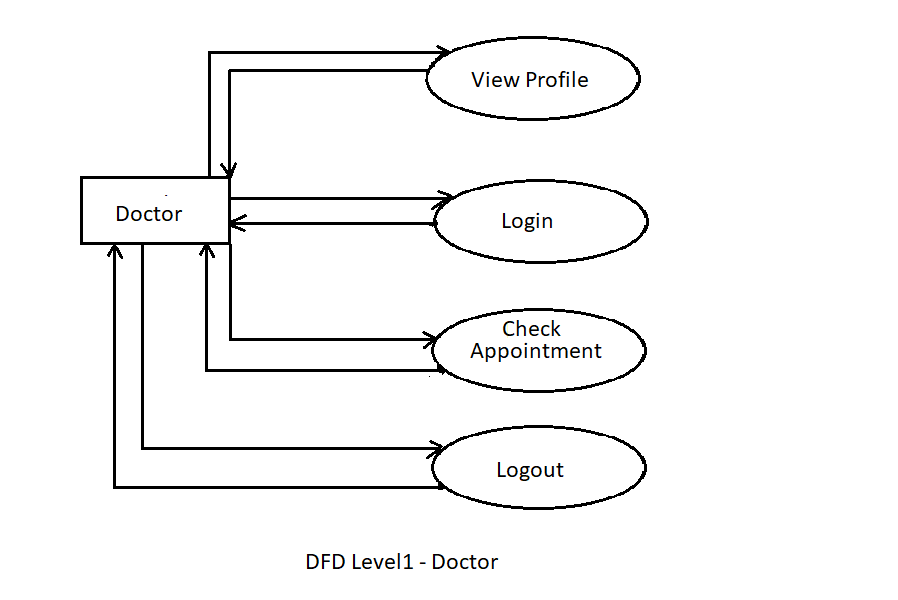 View Profile
Doctor
Login
Check
Appointment
Logout
DFD Level1 - Doctor